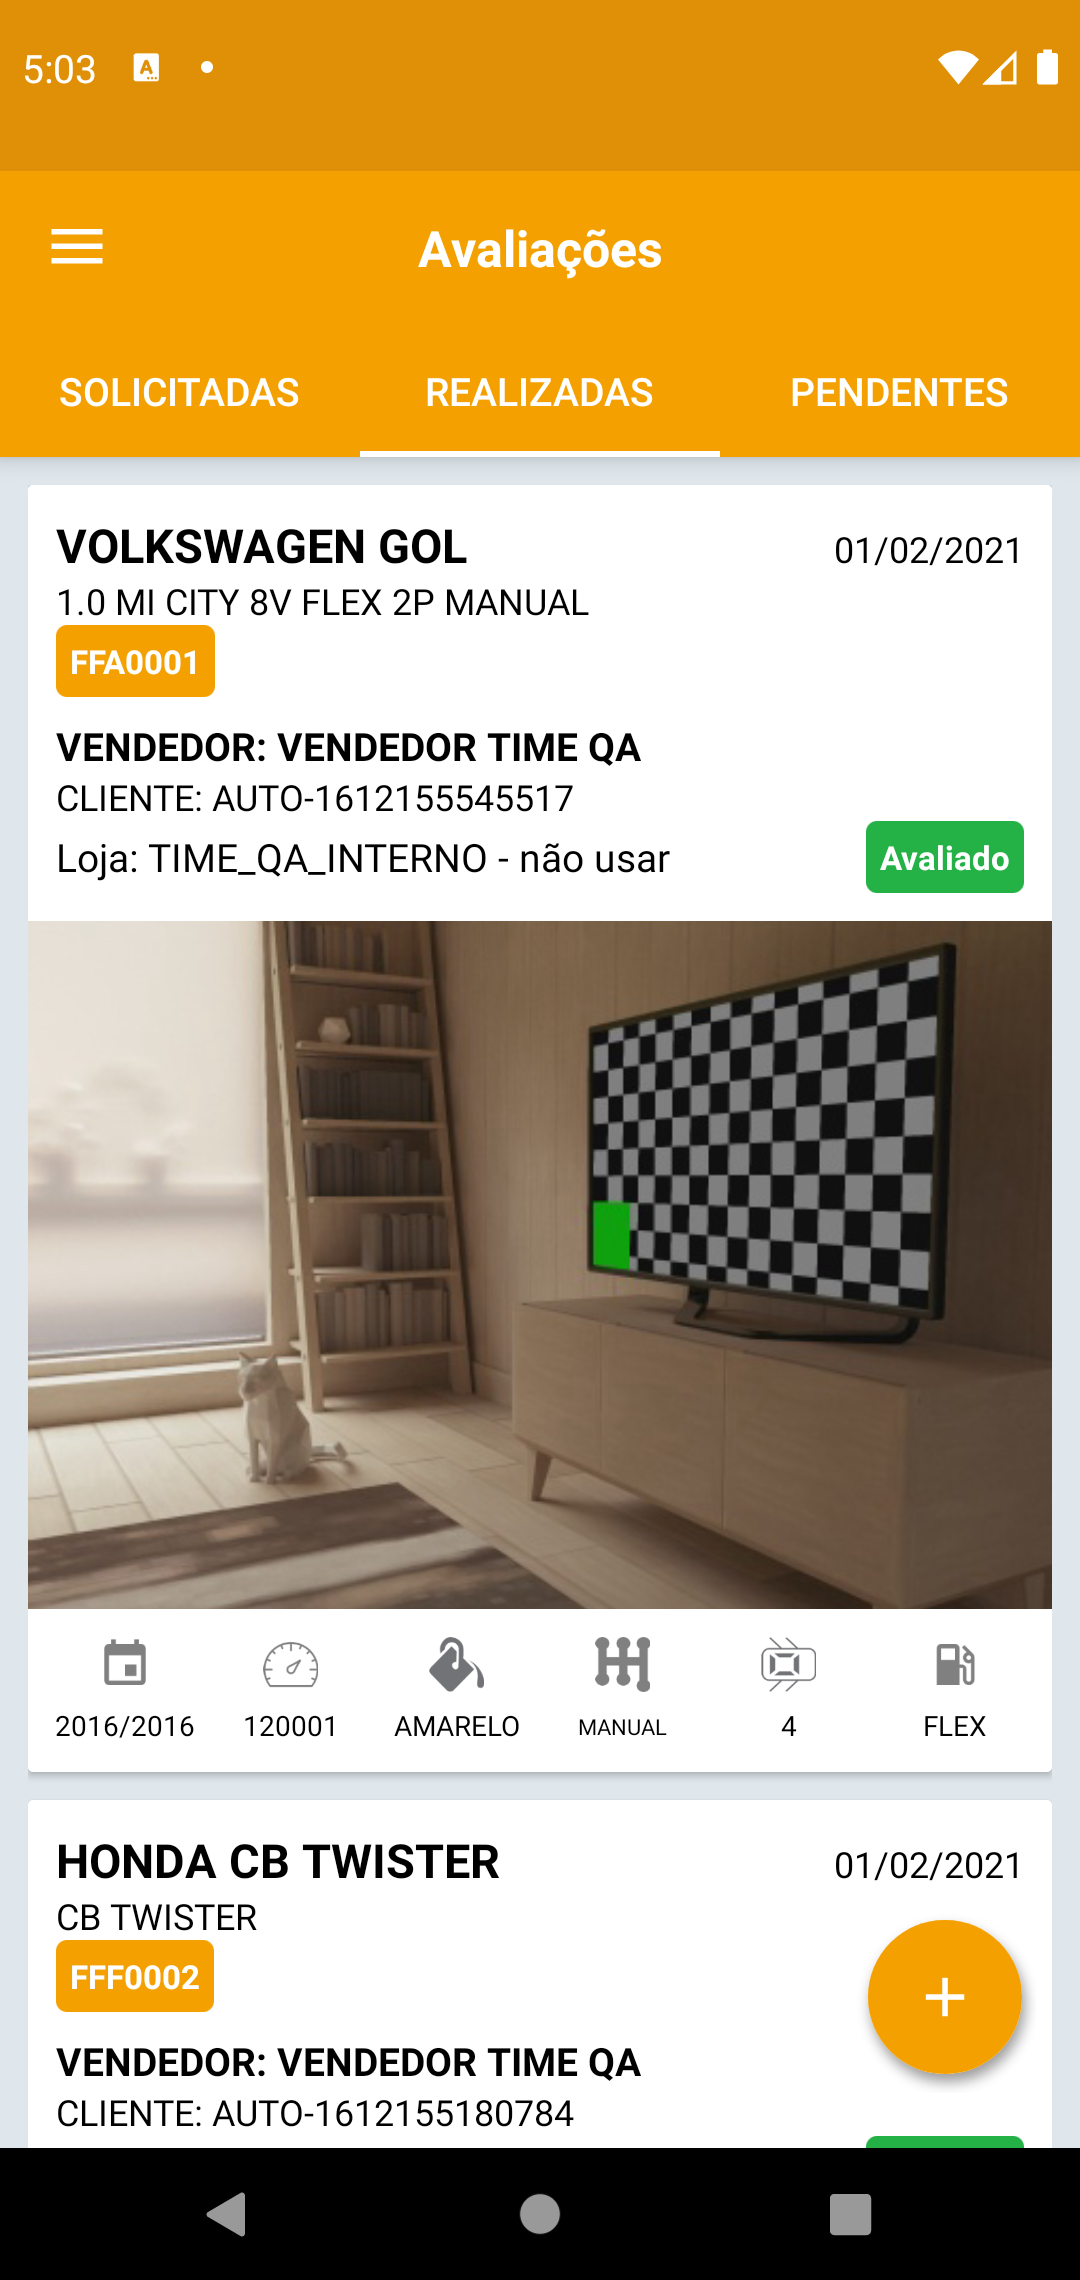 5:03
Avaliações
SOLICITADAS REALIZADAS PENDENTES
VOLKSWAGEN GOL 01/02/2021
1.0 MI CITY 8V FLEX 2P MANUAL
FFA0001
VENDEDOR: VENDEDOR TIME QA
CLIENTE: AUTO-1612155545517
Loja: TIME_QA_INTERNO - não usar Avaliado
2016/2016 120001 AMARELO MANUAL 4 FLEX
HONDA CB TWISTER 01/02/2021
CB TWISTER
FFF0002
+
VENDEDOR: VENDEDOR TIME QA
CLIENTE: AUTO-1612155180784